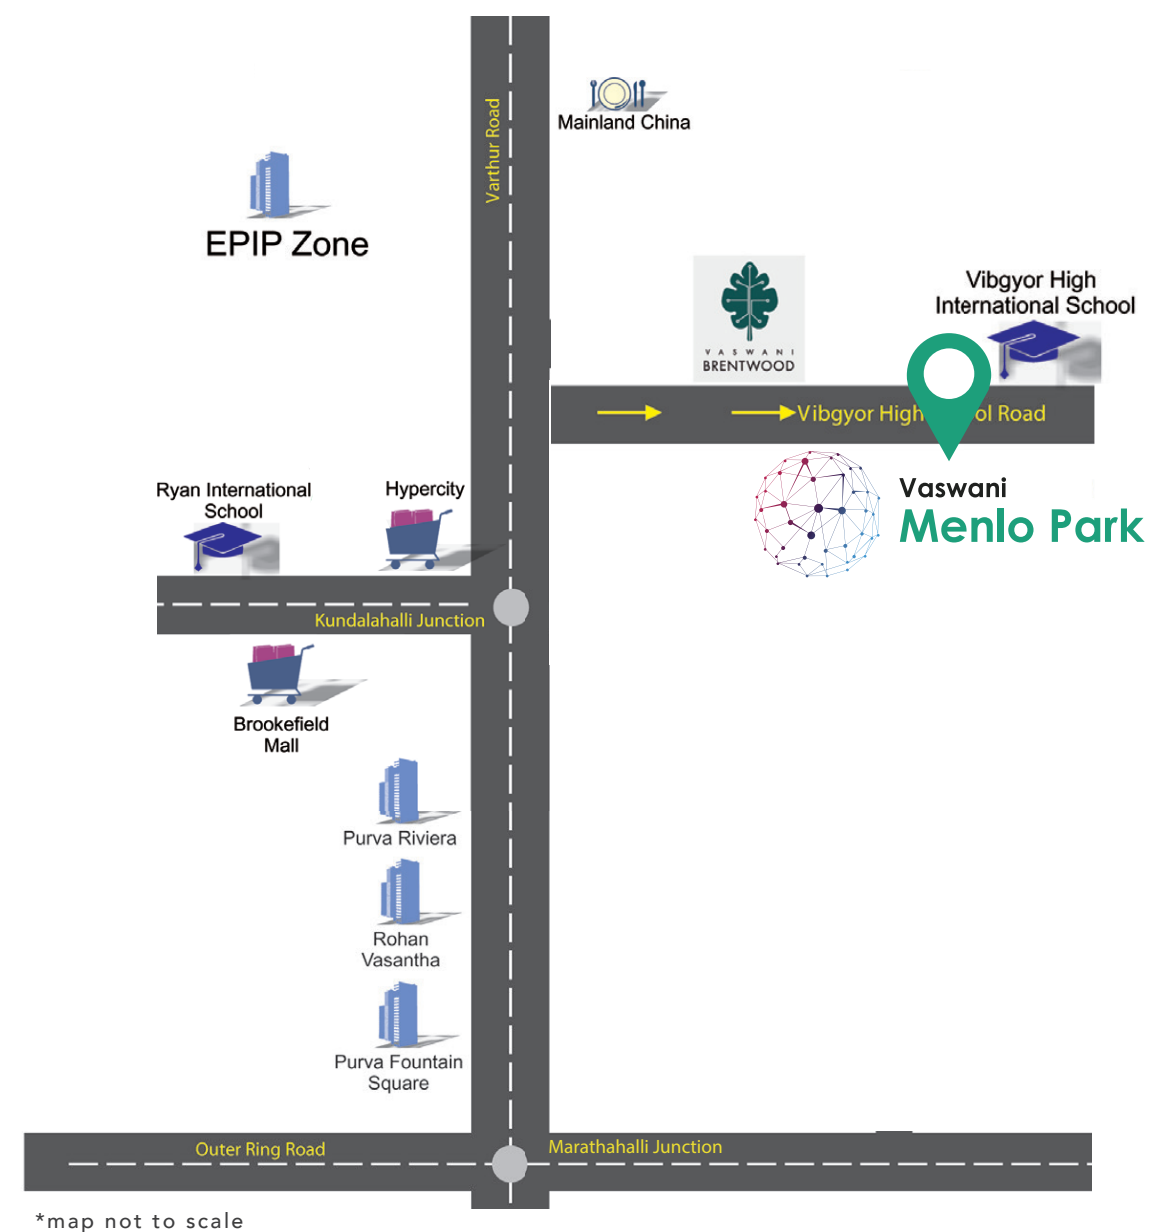 Varthur Road
Mainland China
EPIP Zone
VASWANI
BRENTWOOD
Vibgyor High
International School
Vibgyor High ol Road
Vaswani
Menlo Park
Ryan International
School
Hypercity
Kundalahalli Junction
Brookefield
Mall
Purva Riviera
Rohan
Vasantha
Purva Fountain
Square
Outer Ring Road
Marathahalli Junction
*map not to scale